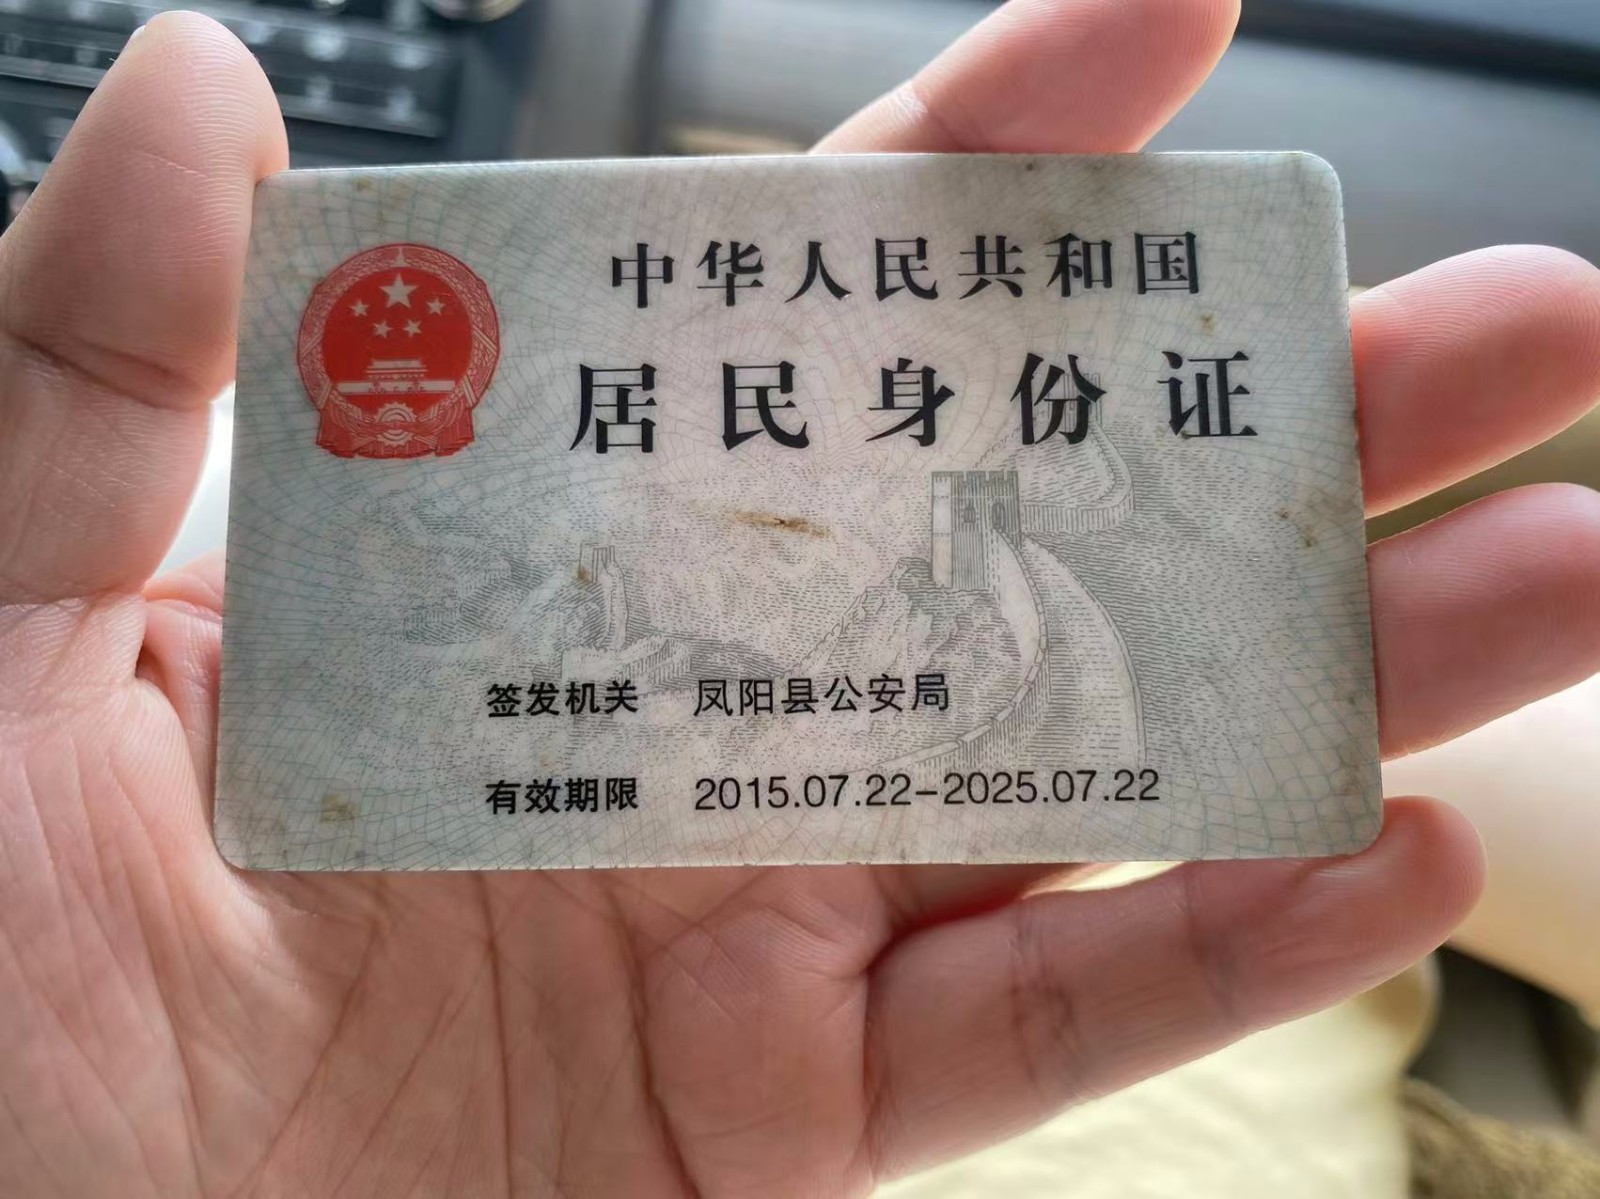 中华人民共和国
居民身份证
签发机关 凤阳县公安局
有效期限 2015.07.22-2025.07.22